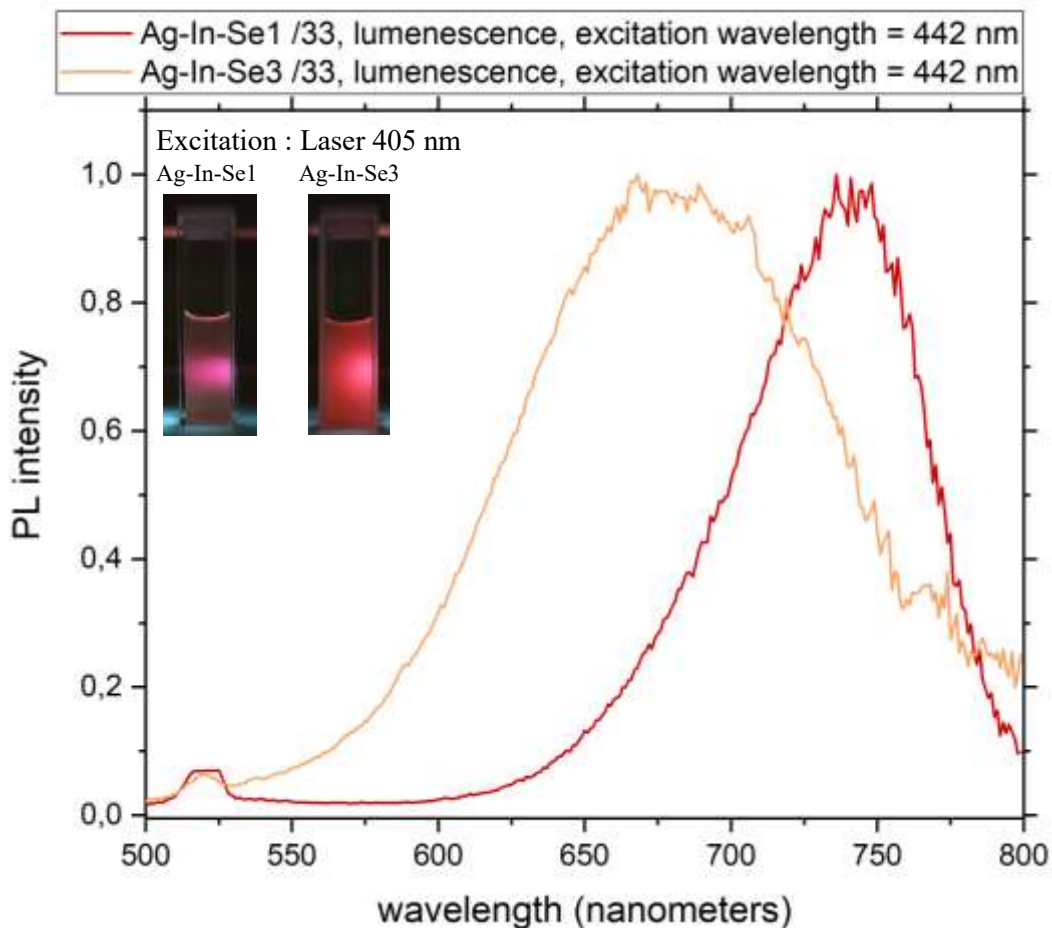 Ag-In-Se1 /33, lumenescence, excitation wavelength = 442 nm
Ag-In-Se3 /33, lumenescence, excitation wavelength = 442 nm
Excitation : Laser 405 nm
Ag-In-Se1 Ag-In-Se3
1,0
0,8
0,6
0,4
0,2
0,0
PL intensity
500 550 600 650 700 750 800
wavelength (nanometers)